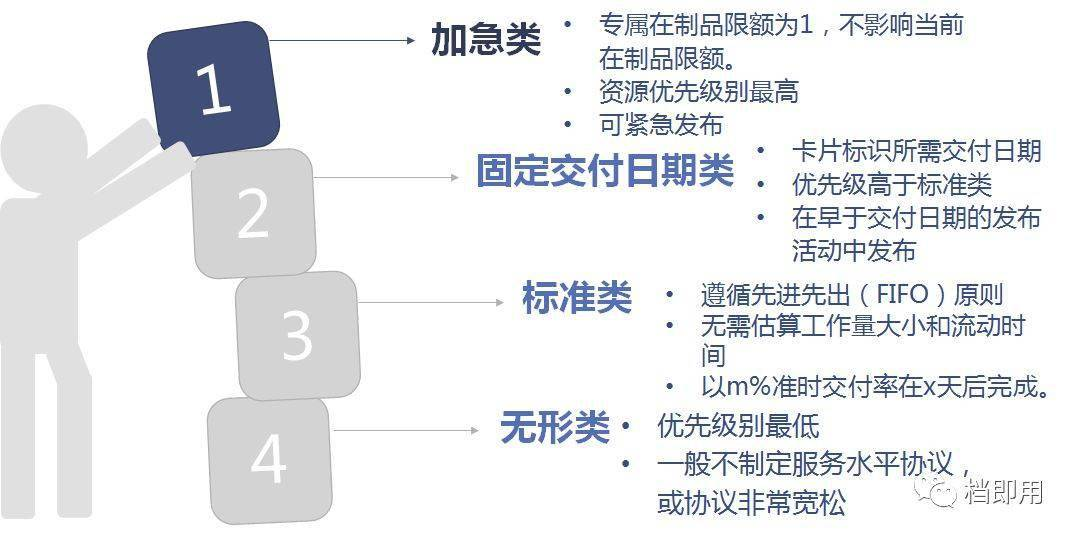 1
加急类
• 专属在制品限额为1，不影响当前
在制品限额。
• 资源优先级别最高
• 可紧急发布
2
固定交付日期类
• 卡片标识所需交付日期
• 优先级高于标准类
• 在早于交付日期的发布
活动中发布
3
标准类
• 遵循先进先出（FIFO）原则
• 无需估算工作量大小和流动时
间
• 以m%准时交付率在x天后完成。
4
无形类
• 优先级别最低
• 一般不制定服务水平协议，
或协议非常宽松
档即用